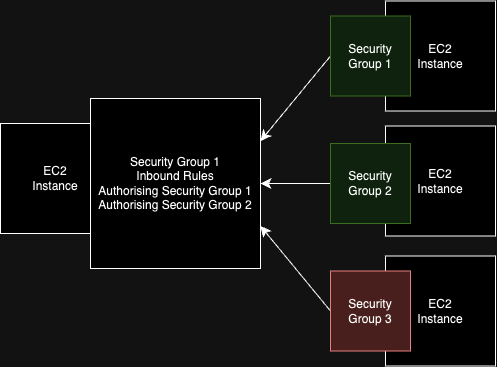 Security
Group 1
EC2
Instance
EC2
Instance
Security Group 1
Inbound Rules
Authorising Security Group 1
Authorising Security Group 2
Security
Group 2
EC2
Instance
Security
Group 3
EC2
Instance